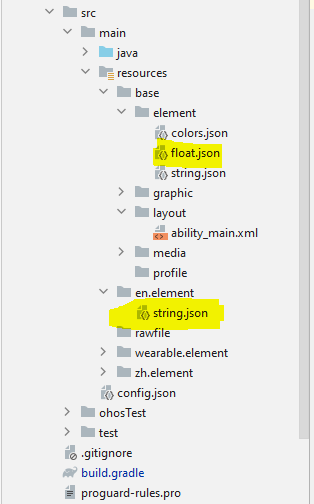 src
main
java
resources
base
element
colors.json
float.json
string.json
graphic
layout
ability_main.xml
media
profile
en.element
string.json
rawfile
wearable.element
zh.element
config.json
ohosTest
test
.gitignore
build.gradle
proguard-rules.pro